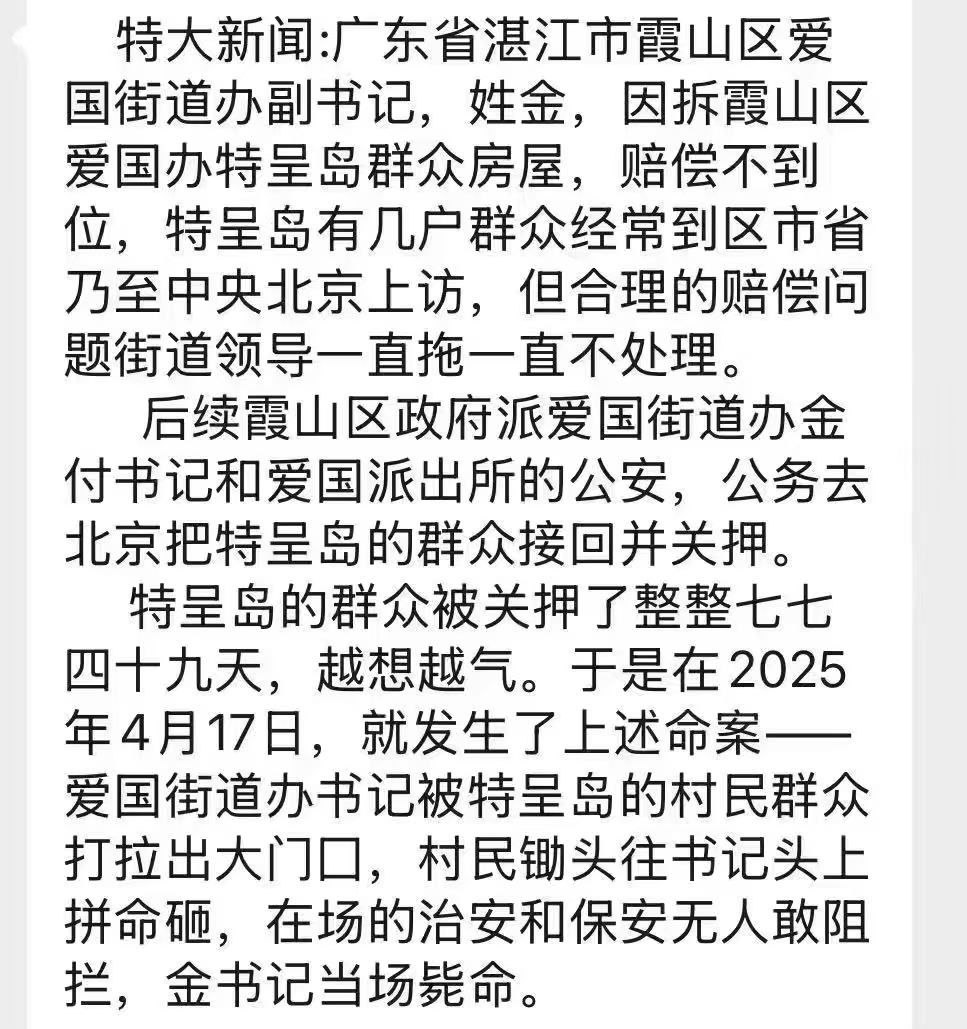 特大新闻:广东省湛江市霞山区爱
国街道办副书记，姓金，因拆霞山区
爱国办特呈岛群众房屋，赔偿不到
位，特呈岛有几户群众经常到区市省
乃至中央北京上访，但合理的赔偿问
题街道领导一直拖一直不处理。
后续霞山区政府派爱国街道办金
付书记和爱国派出所的公安，公务去
北京把特呈岛的群众接回并关押。
特呈岛的群众被关押了整整七七
四十九天，越想越气。于是在2025
年4月17日，就发生了上述命案——
爱国街道办书记被特呈岛的村民群众
打拉出大门口，村民锄头往书记头上
拼命砸，在场的治安和保安无人敢阻
拦，金书记当场毙命。